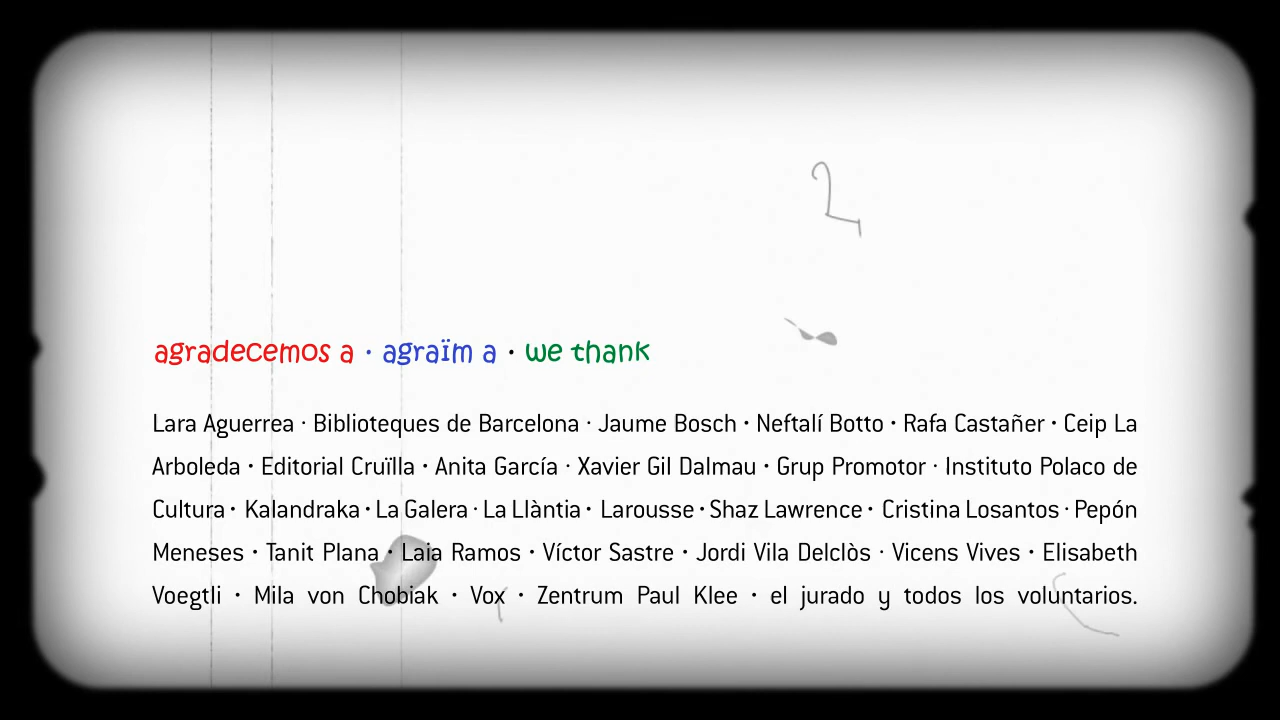 agradecemos a · agraïm a · we thank
Lara Aguerrea · Biblioteques de Barcelona · Jaume Bosch · Neftalí Botto · Rafa Castañer · Ceip La
Arboleda · Editorial Cruïlla · Anita García · Xavier Gil Dalmau · Grup Promotor · Instituto Polaco de
Cultura · Kalandraka · La Galera · La Llàntia · Larousse · Shaz Lawrence · Cristina Losantos · Pepón
Meneses · Tanit Plana · Laia Ramos · Víctor Sastre · Jordi Vila Delclòs · Vicens Vives · Elisabeth
Voegtli · Mila von Chobiak · Vox · Zentrum Paul Klee · el jurado y todos los voluntarios.